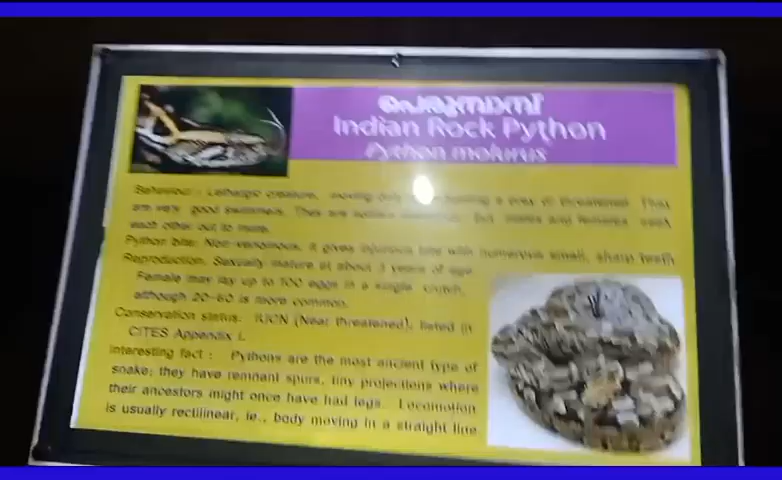 പെരുമ്പാമ്പ്
Indian Rock Python
Python molurus
Behaviour : Lethargic creature, moving only hunting a prey or threatened. They
are very good swimmers. They are but males and females seek
each other out to mate.
Python bite: Non-venomous, it gives injurious bite with numerous small, sharp teeth
Reproduction: Sexually mature at about 3 years of age
Female may lay up to 100 eggs in a single clutch,
although 20-60 is more common.
Conservation status: IUCN (Near threatened), listed in
CITES Appendix I.
Interesting fact : Pythons are the most ancient type of
snake; they have remnant spurs, tiny projections where
their ancestors might once have had legs. Locomotion
is usually rectilinear, ie., body moving in a straight line